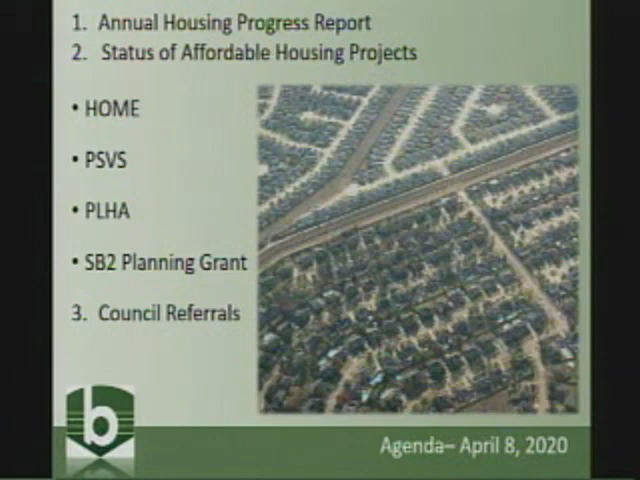 1. Annual Housing Progress Report
2. Status of Affordable Housing Projects
• HOME
• PSVS
• PLHA
• SB2 Planning Grant
3. Council Referrals
b
Agenda– April 8, 2020